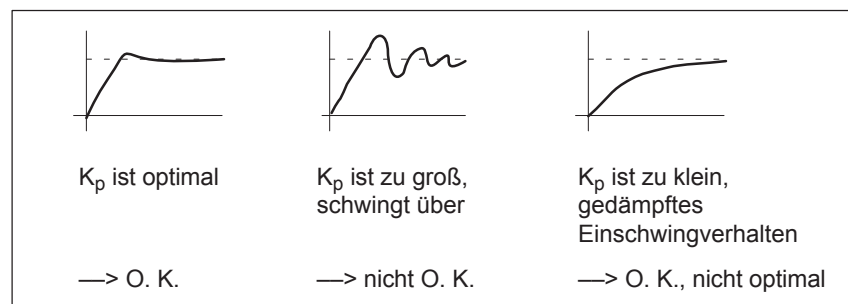 Kp ist optimal
—> O. K.
Kp ist zu groß,
schwingt über
—> nicht O. K.
Kp ist zu klein,
gedämpftes
Einschwingverhalten
—> O. K., nicht optimal